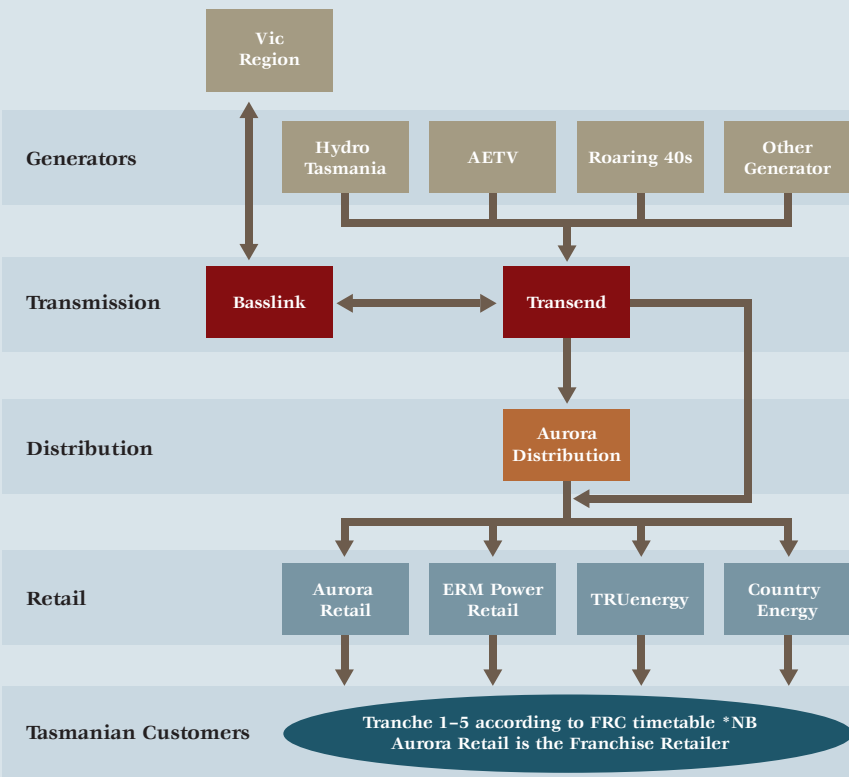 Vic
Region
Generators
Hydro
Tasmania
AETV
Roaring 40s
Other
Generator
Transmission
Basslink
Transend
Distribution
Aurora
Distribution
Retail
Aurora
Retail
ERM Power
Retail
TRUenergy
Country
Energy
Tasmanian Customers
Tranche 1–5 according to FRC timetable *NB
Aurora Retail is the Franchise Retailer